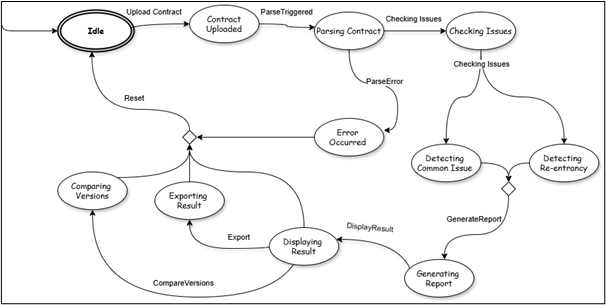 Upload Contract
Idle
Contract
Uploaded
ParseTriggered
Parsing Contract
Checking Issues
Checking Issues
Checking Issues
ParseError
Reset
Error
Occurred
Detecting
Common Issue
Detecting
Re-entrancy
Comparing
Versions
Exporting
Result
GenerateReport
DisplayResult
Export
Displaying
Result
CompareVersions
Generating
Report